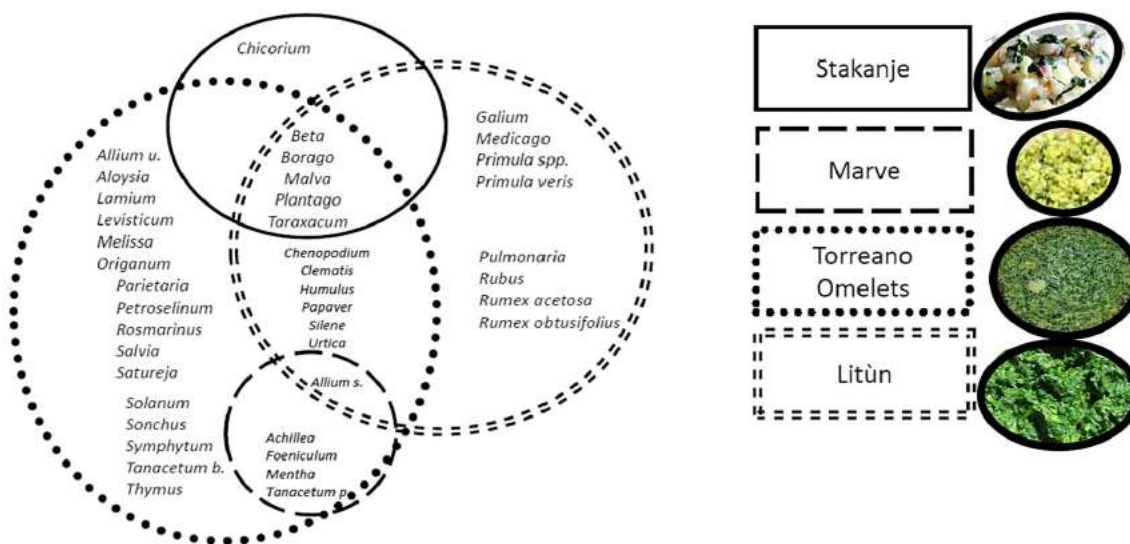 Chicorium
Beta
Borago
Malva
Plantago
Taraxacum
Galium
Medicago
Primula spp.
Primula veris
Allium u.
Aloysia
Lamium
Levisticum
Melissa
Origanum
Parietaria
Petroselinum
Rosmarinus
Salvia
Satureja
Solanum
Sonchus
Symphytum
Tanacetum b.
Thymus
Chenopodium
Clematis
Humulus
Papaver
Silene
Urtica
Pulmonaria
Rubus
Rumex acetosa
Rumex obtusifolius
Allium s.
Achillea
Foeniculum
Mentha
Tanacetum p.
Stakanje
Marve
Torreano
Omelets
Litùn